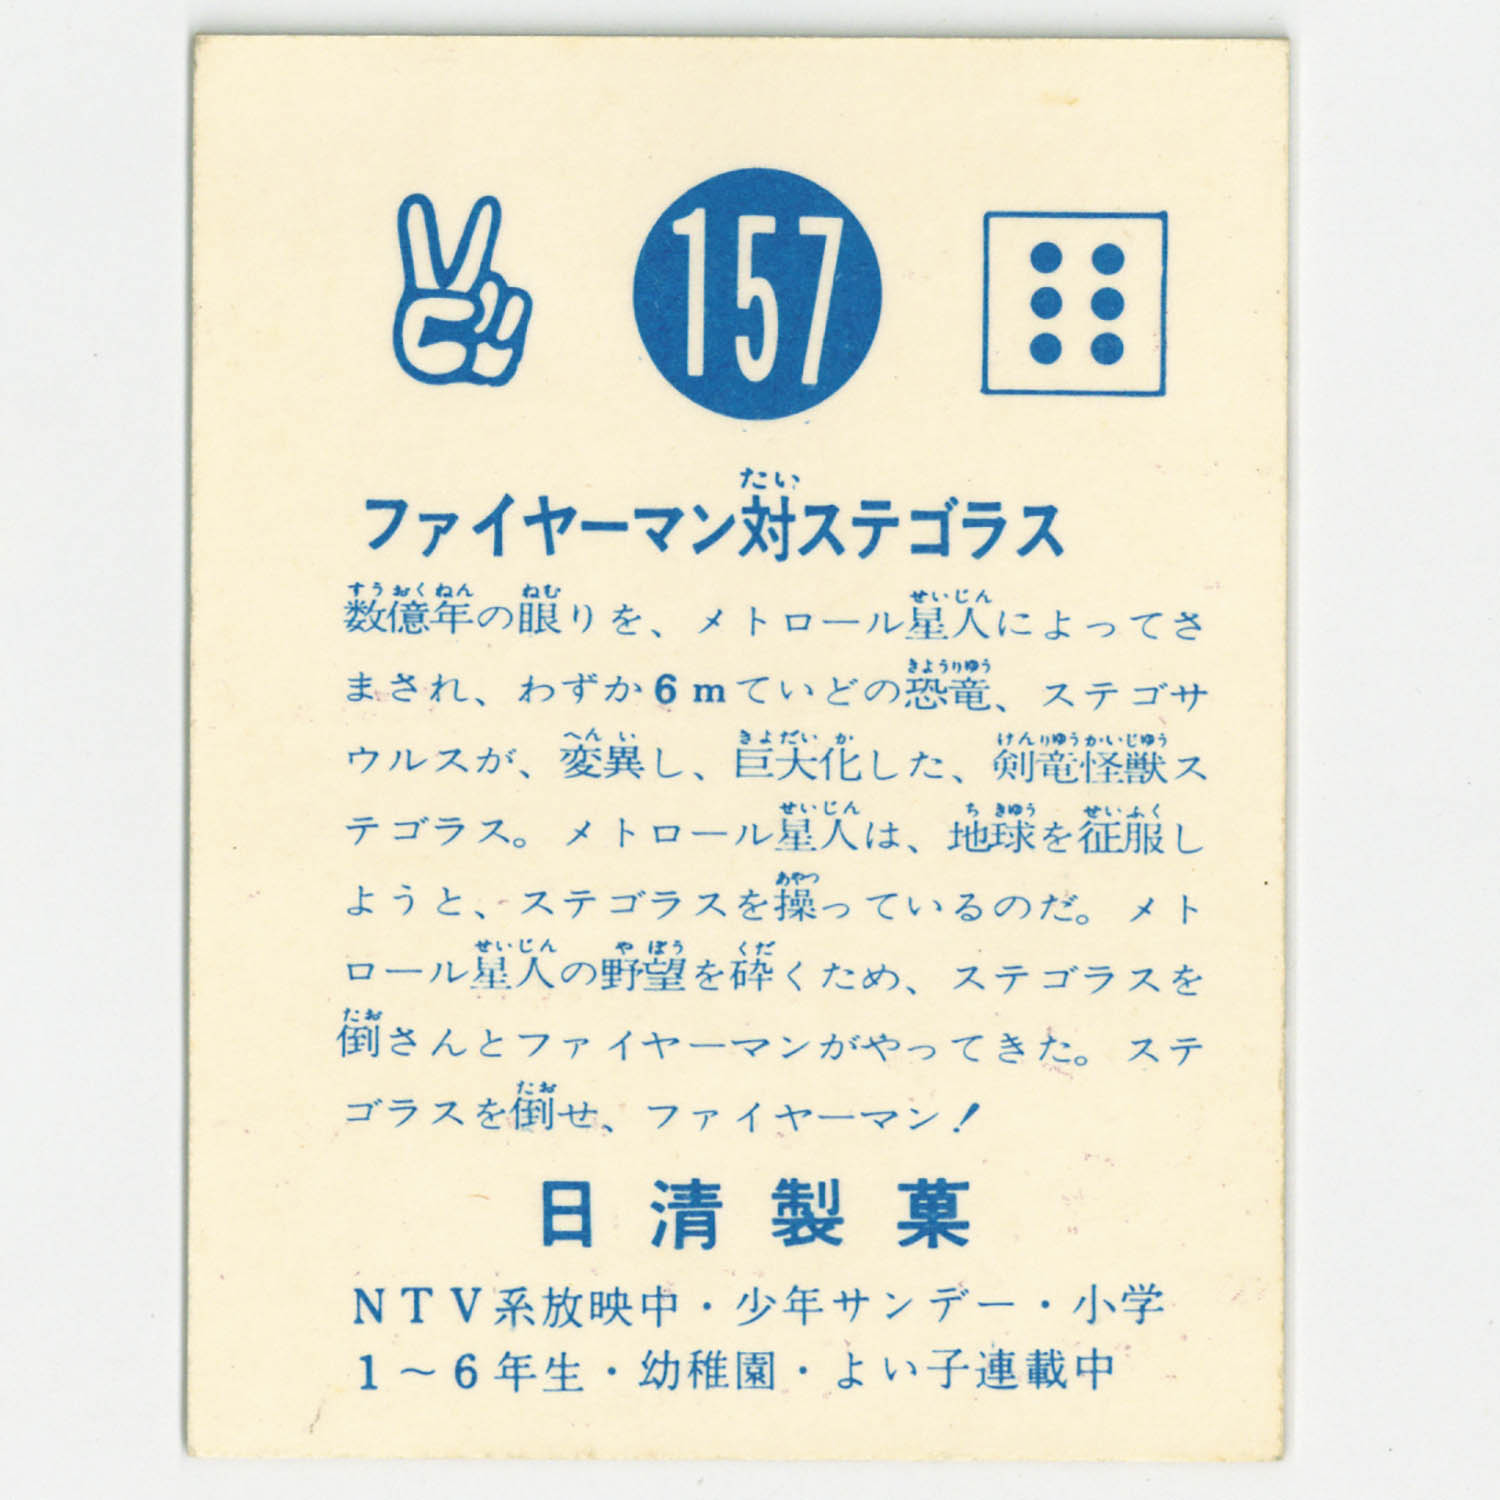 157
ファイヤーマン対ステゴラス
数億年の眠りを、メトロール星人によってさ
まされ、わずか6mていどの恐竜、ステゴサ
ウルスが、変異し、巨大化した、剣竜怪獣ス
テゴラス。メトロール星人は、地球を征服し
ようと、ステゴラスを操っているのだ。メト
ロール星人の野望を砕くため、ステゴラスを
倒さんとファイヤーマンがやってきた。ステ
ゴラスを倒せ、ファイヤーマン!
日清製菓
NTV系放映中・少年サンデー・小学
1~6年生・幼稚園・よい子連載中